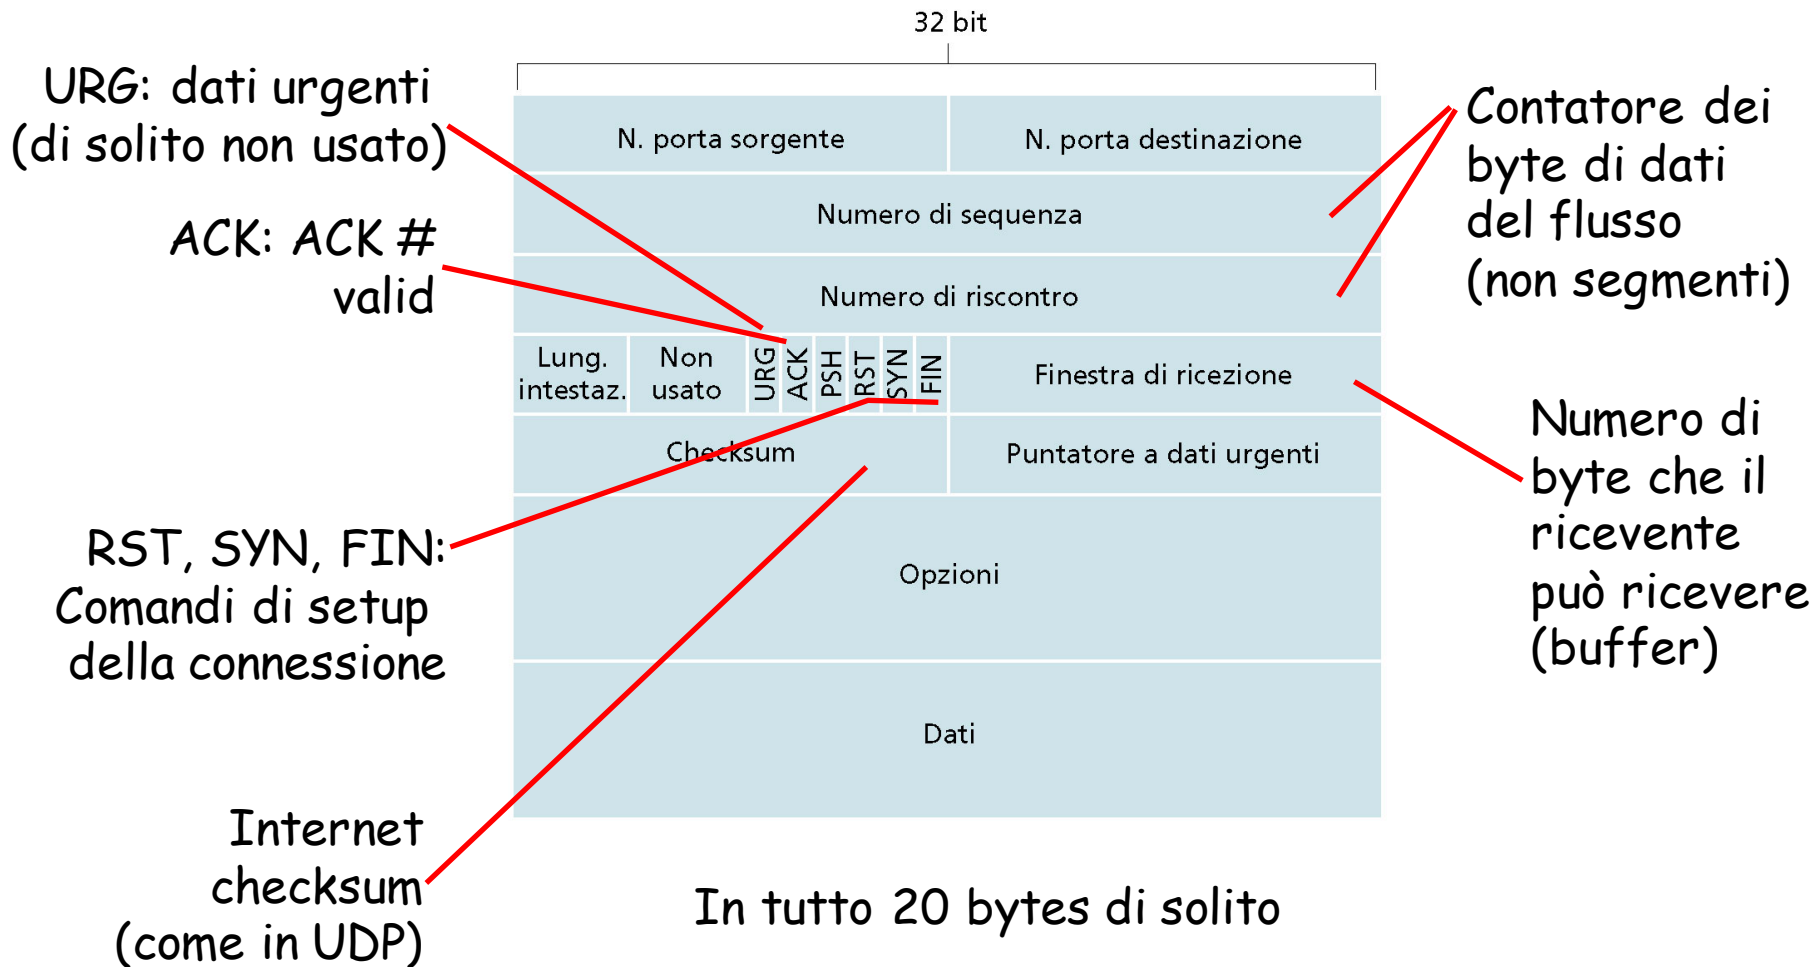 32 bit
URG: dati urgenti
(di solito non usato)
ACK: ACK #
valid
RST, SYN, FIN:
Comandi di setup
della connessione
Internet
checksum
(come in UDP)
N. porta sorgente
N. porta destinazione
Numero di sequenza
Numero di riscontro
Lung.
intestaz.
Non
usato
URG
ACK
PSH
RST
SYN
FIN
Finestra di ricezione
Checksum
Puntatore a dati urgenti
Opzioni
Dati
Contatore dei
byte di dati
del flusso
(non segmenti)
Numero di
byte che il
ricevente
può ricevere
(buffer)
In tutto 20 bytes di solito